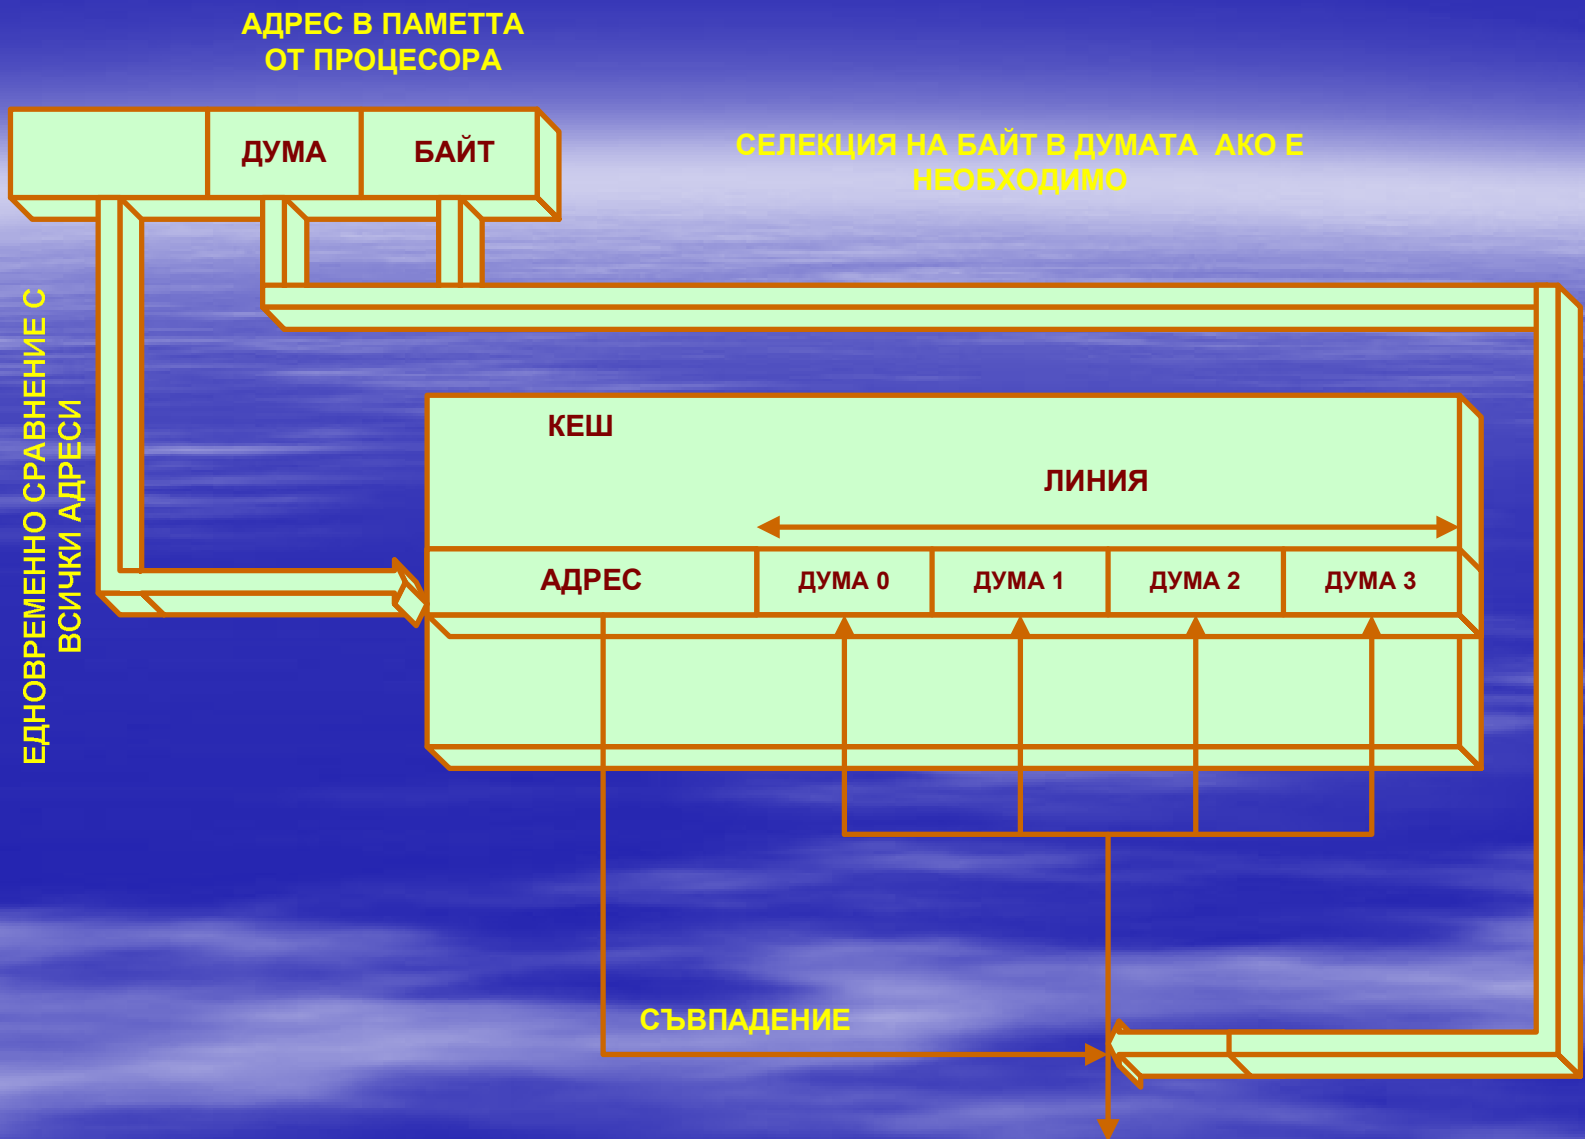 АДРЕС В ПАМЕТТА
ОТ ПРОЦЕСОРА
ДУМА
БАЙТ
СЕЛЕКЦИЯ НА БАЙТ В ДУМАТА АКО Е
НЕОБХОДИМО
ЕДНОВРЕМЕННО СРАВНЕНИЕ С
ВСИЧКИ АДРЕСИ
КЕШ
ЛИНИЯ
АДРЕС
ДУМА 0
ДУМА 1
ДУМА 2
ДУМА 3
СЪВПАДЕНИЕ